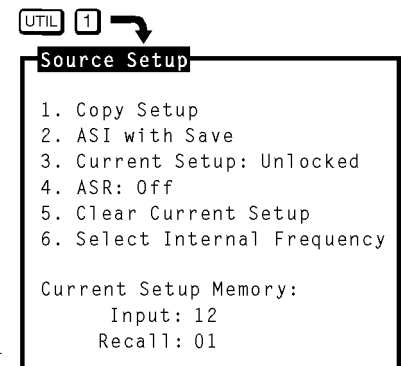 UTIL 1
Source Setup
1. Copy Setup
2. ASI with Save
3. Current Setup: Unlocked
4. ASR: Off
5. Clear Current Setup
6. Select Internal Frequency
Current Setup Memory:
Input: 12
Recall: 01